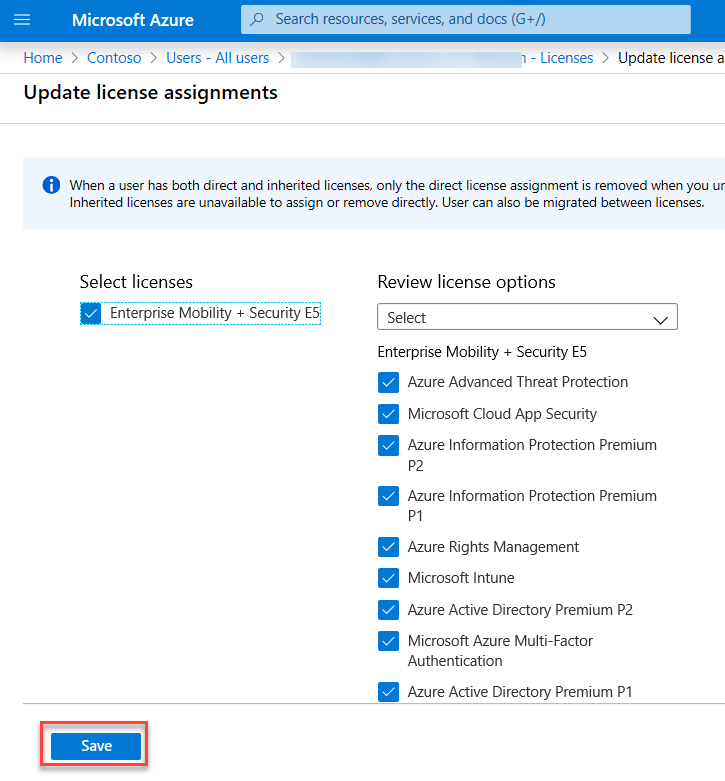 Microsoft Azure
Search resources, services, and docs (G+/)
Home > Contoso > Users - All users > - Licenses > Update license a
Update license assignments
When a user has both direct and inherited licenses, only the direct license assignment is removed when you un
Inherited licenses are unavailable to assign or remove directly. User can also be migrated between licenses.
Select licenses
Enterprise Mobility + Security E5
Review license options
Select
Enterprise Mobility + Security E5
Azure Advanced Threat Protection
Microsoft Cloud App Security
Azure Information Protection Premium
P2
Azure Information Protection Premium
P1
Azure Rights Management
Microsoft Intune
Azure Active Directory Premium P2
Microsoft Azure Multi-Factor
Authentication
Azure Active Directory Premium P1
Save